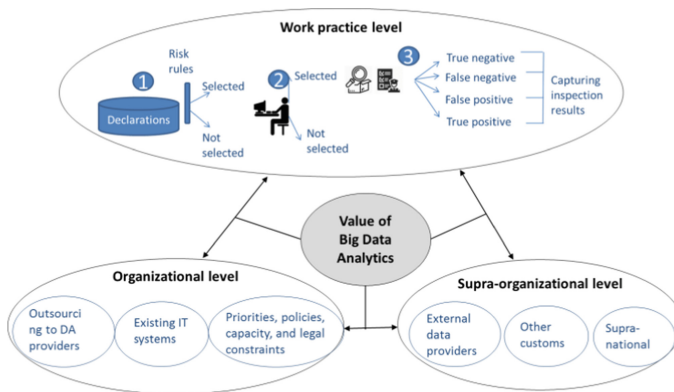 Work practice level
1
Risk
rules
Selected
Declarations
Not
selected
2
Selected
Not
selected
3
True negative
False negative
False positive
True positive
Capturing
inspection
results
Value of
Big Data
Analytics
Organizational level
Outsourci
ng to DA
providers
Existing IT
systems
Priorities, policies,
capacity, and legal
constraints
Supra-organizational level
External
data
providers
Other
customs
Supra-
national